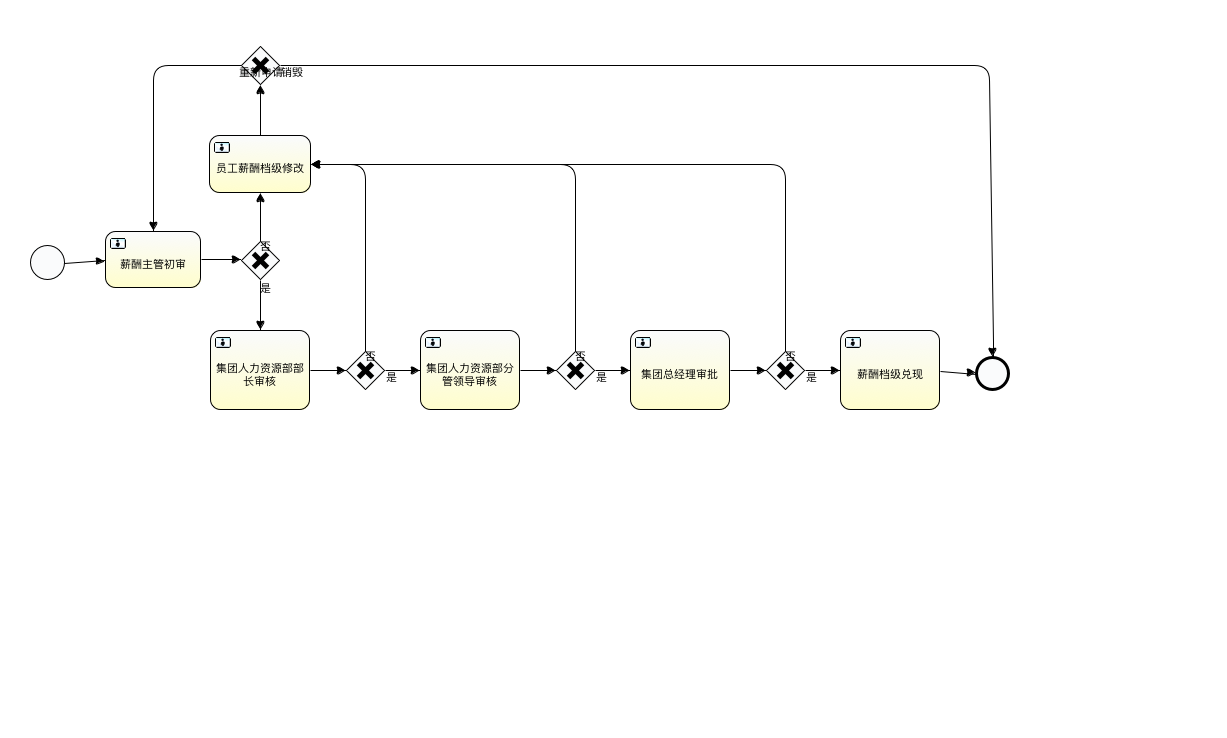 重新申请
销毁
员工薪酬档级修改
否
薪酬主管初审
是
集团人力资源部部
长审核
否
是
集团人力资源部分
管领导审核
否
是
集团总经理审批
否
是
薪酬档级兑现